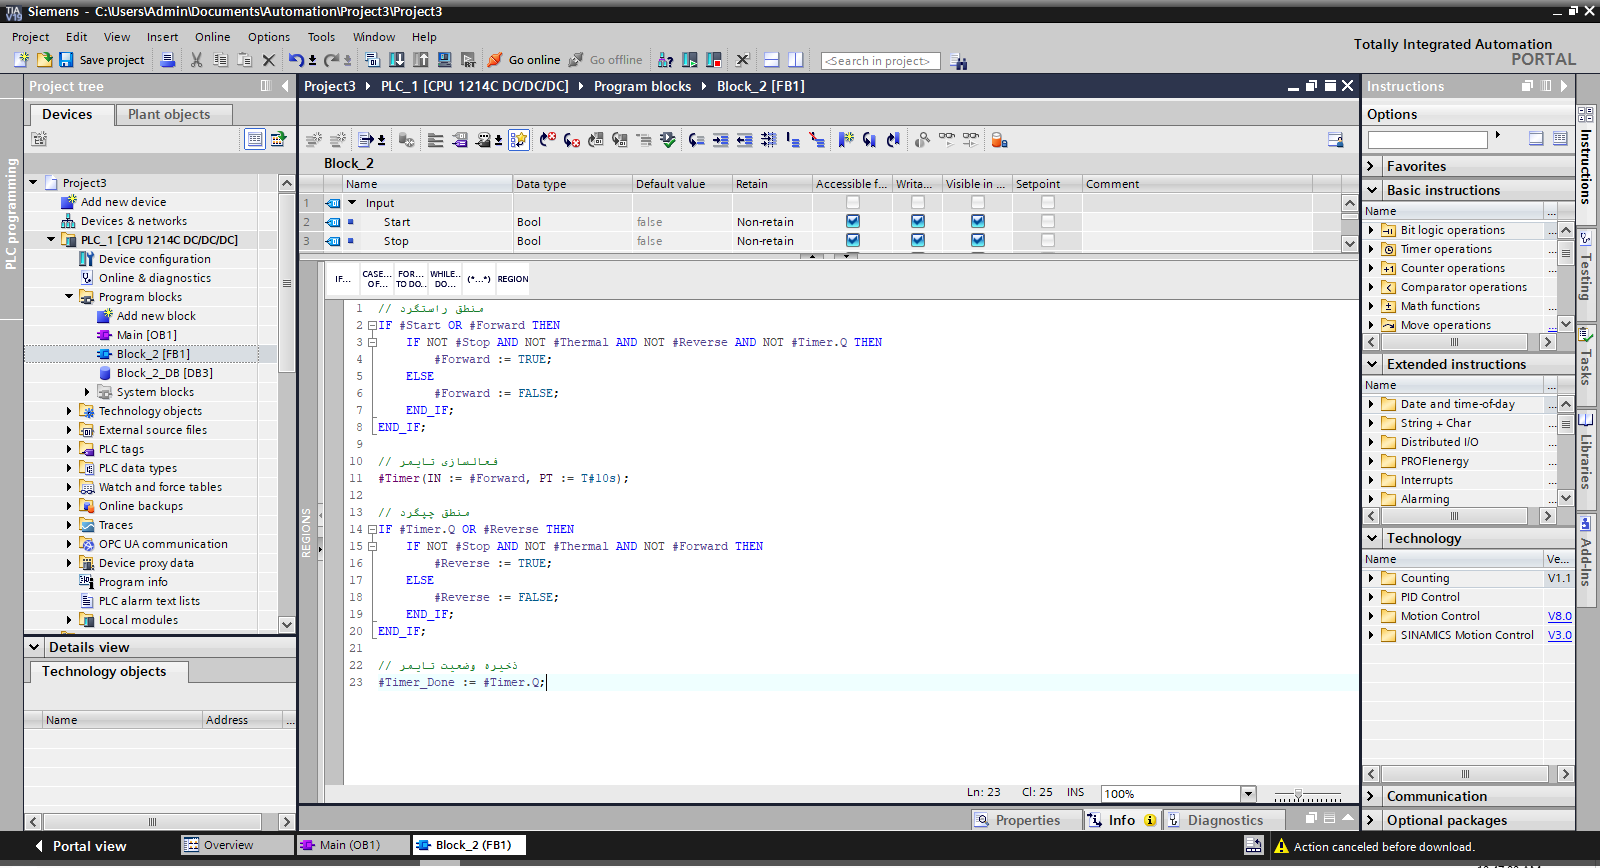 Siemens - C:\Users\Admin\Documents\Automation\Project3\Project3
Project Edit View Insert Online Options Tools Window Help
Totally Integrated Automation
PORTAL
Save project
Go online
Go offline
<Search in project>
Project tree
Devices
Plant objects
PLC programming
Project3
Add new device
Devices & networks
PLC_1 [CPU 1214C DC/DC/DC]
Device configuration
Online & diagnostics
Program blocks
Add new block
Main [OB1]
Block_2 [FB1]
Block_2_DB [DB3]
System blocks
Technology objects
External source files
PLC tags
PLC data types
Watch and force tables
Online backups
Traces
OPC UA communication
Device proxy data
Program info
PLC alarm text lists
Local modules
Details view
Technology objects
Name Address ...
Project3 PLC_1 [CPU 1214C DC/DC/DC] Program blocks Block_2 [FB1]
Block_2
Name Data type Default value Retain Accessible f... Writa... Visible in ... Setpoint Comment
1 Input
2 Start Bool false Non-retain
3 Stop Bool false Non-retain
IF... CASE... OF... FOR... TO DO.. WHILE.. DO... (*...*) REGION
REGIONS
1 // منطق راستگرد
2 IF #Start OR #Forward THEN
3 IF NOT #Stop AND NOT #Thermal AND NOT #Reverse AND NOT #Timer.Q THEN
4 #Forward := TRUE;
5 ELSE
6 #Forward := FALSE;
7 END_IF;
8 END_IF;
9
10 // فعالسازی تایمر
11 #Timer(IN := #Forward, PT := T#10s);
12
13 // منطق چپگرد
14 IF #Timer.Q OR #Reverse THEN
15 IF NOT #Stop AND NOT #Thermal AND NOT #Forward THEN
16 #Reverse := TRUE;
17 ELSE
18 #Reverse := FALSE;
19 END_IF;
20 END_IF;
21
22 // ذخیره وضعیت تایمر
23 #Timer_Done := #Timer.Q;
Ln: 23 Cl: 25 INS 100%
Properties Info Diagnostics
Instructions
Options
Favorites
Basic instructions
Name ...
Bit logic operations
Timer operations
Counter operations
Comparator operations
Math functions
Move operations
Extended instructions
Name ...
Date and time-of-day
String + Char
Distributed I/O
PROFIenergy
Interrupts
Alarming
Technology
Name Ve...
Counting V1.1
PID Control
Motion Control V8.0
SINAMICS Motion Control V3.0
Communication
Optional packages
Instructions
Testing
Tasks
Libraries
Add-Ins
Portal view
Overview
Main (OB1)
Block_2 (FB1)
Action canceled before download.